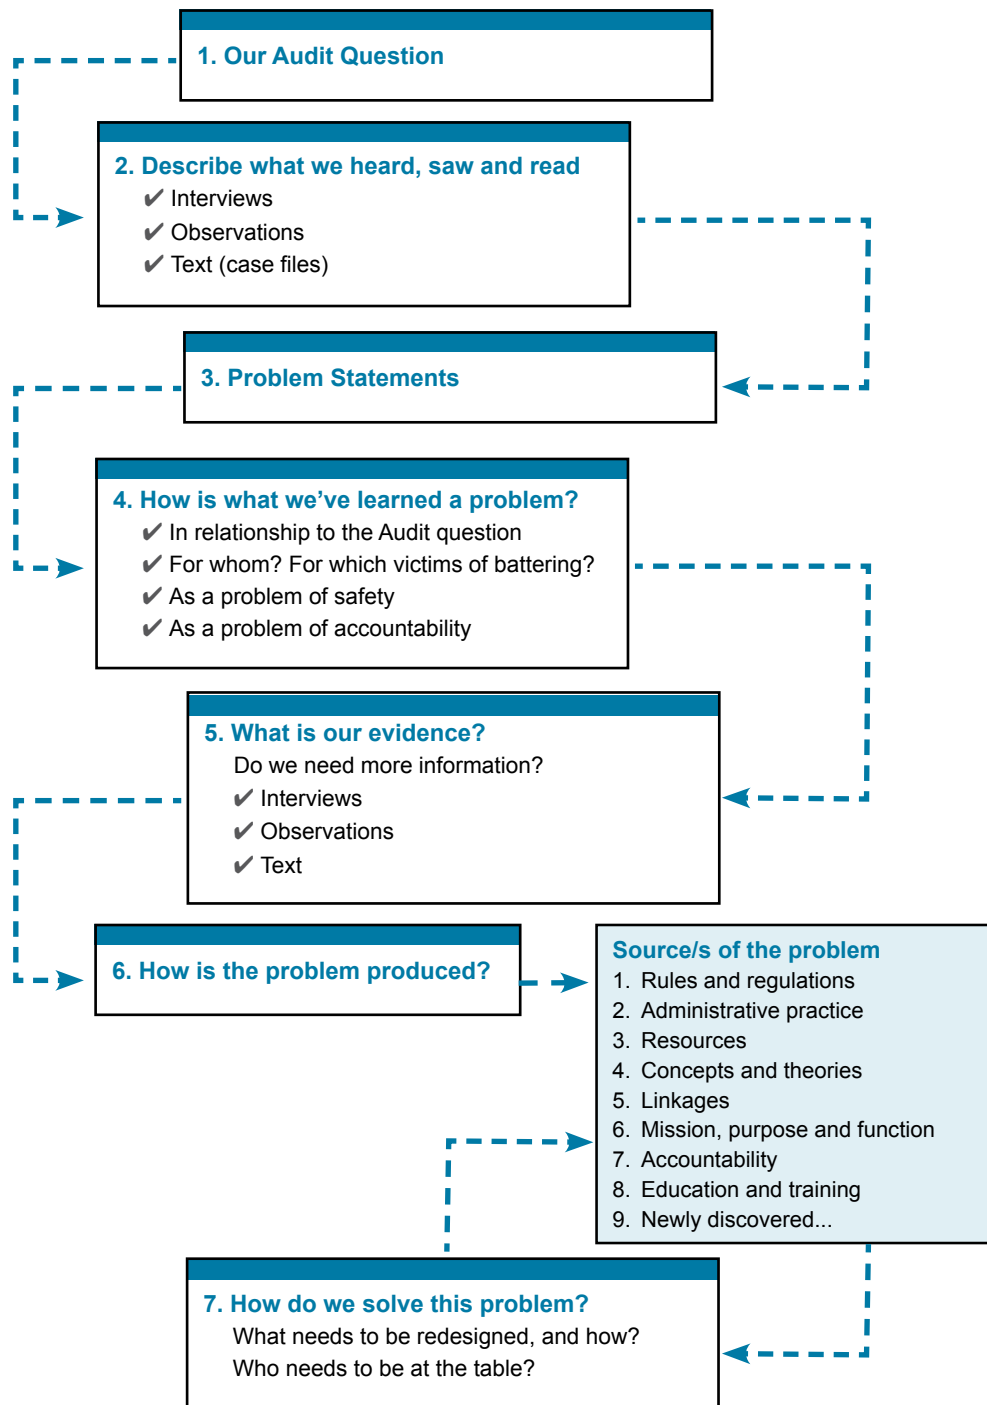 1. Our Audit Question
2. Describe what we heard, saw and read
✔ Interviews
✔ Observations
✔ Text (case files)
3. Problem Statements
4. How is what we’ve learned a problem?
✔ In relationship to the Audit question
✔ For whom? For which victims of battering?
✔ As a problem of safety
✔ As a problem of accountability
5. What is our evidence?
Do we need more information?
✔ Interviews
✔ Observations
✔ Text
6. How is the problem produced?
Source/s of the problem
1. Rules and regulations
2. Administrative practice
3. Resources
4. Concepts and theories
5. Linkages
6. Mission, purpose and function
7. Accountability
8. Education and training
9. Newly discovered...
7. How do we solve this problem?
What needs to be redesigned, and how?
Who needs to be at the table?